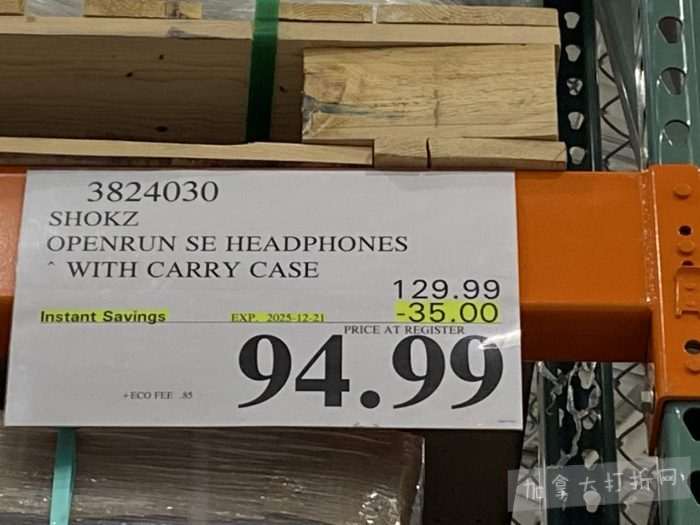 3824030
SHOKZ
OPENRUN SE HEADPHONES
^ WITH CARRY CASE
129.99
Instant Savings EXP. 2025-12-21 -35.00
PRICE AT REGISTER
94.99
+ECO FEE .85
加拿大打折网